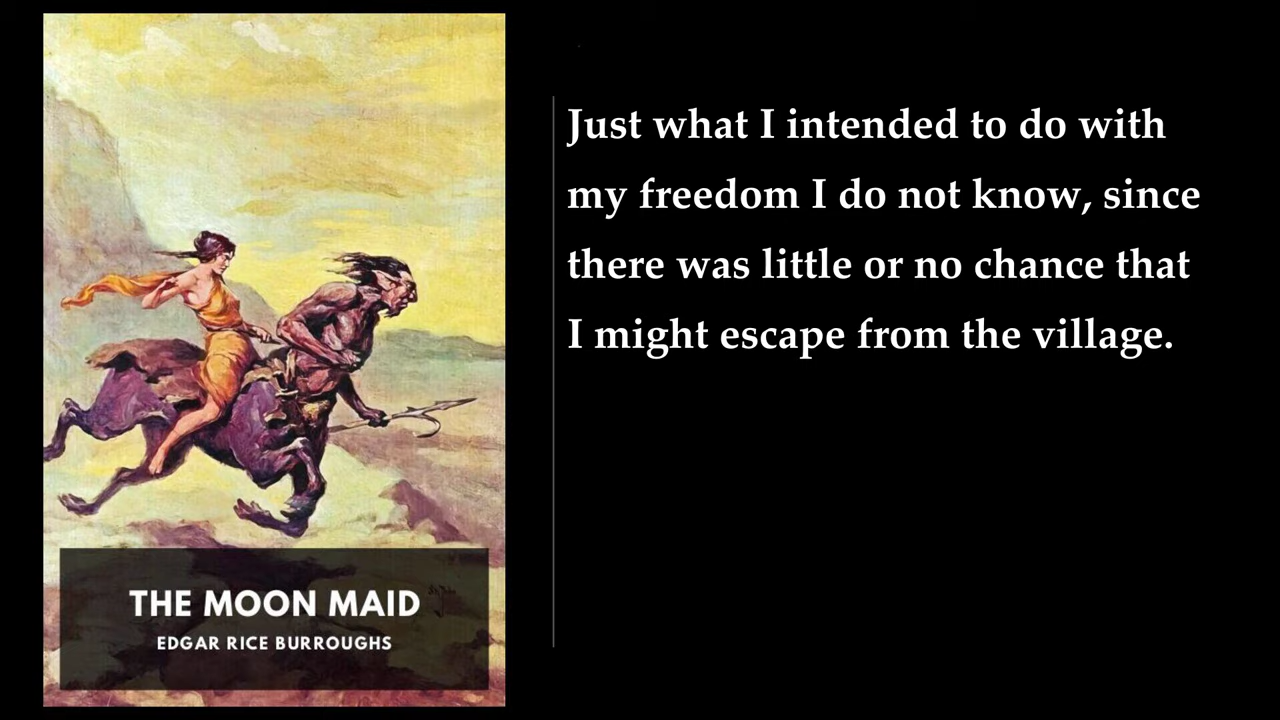 Just what I intended to do with
my freedom I do not know, since
there was little or no chance that
I might escape from the village.
THE MOON MAID
EDGAR RICE BURROUGHS